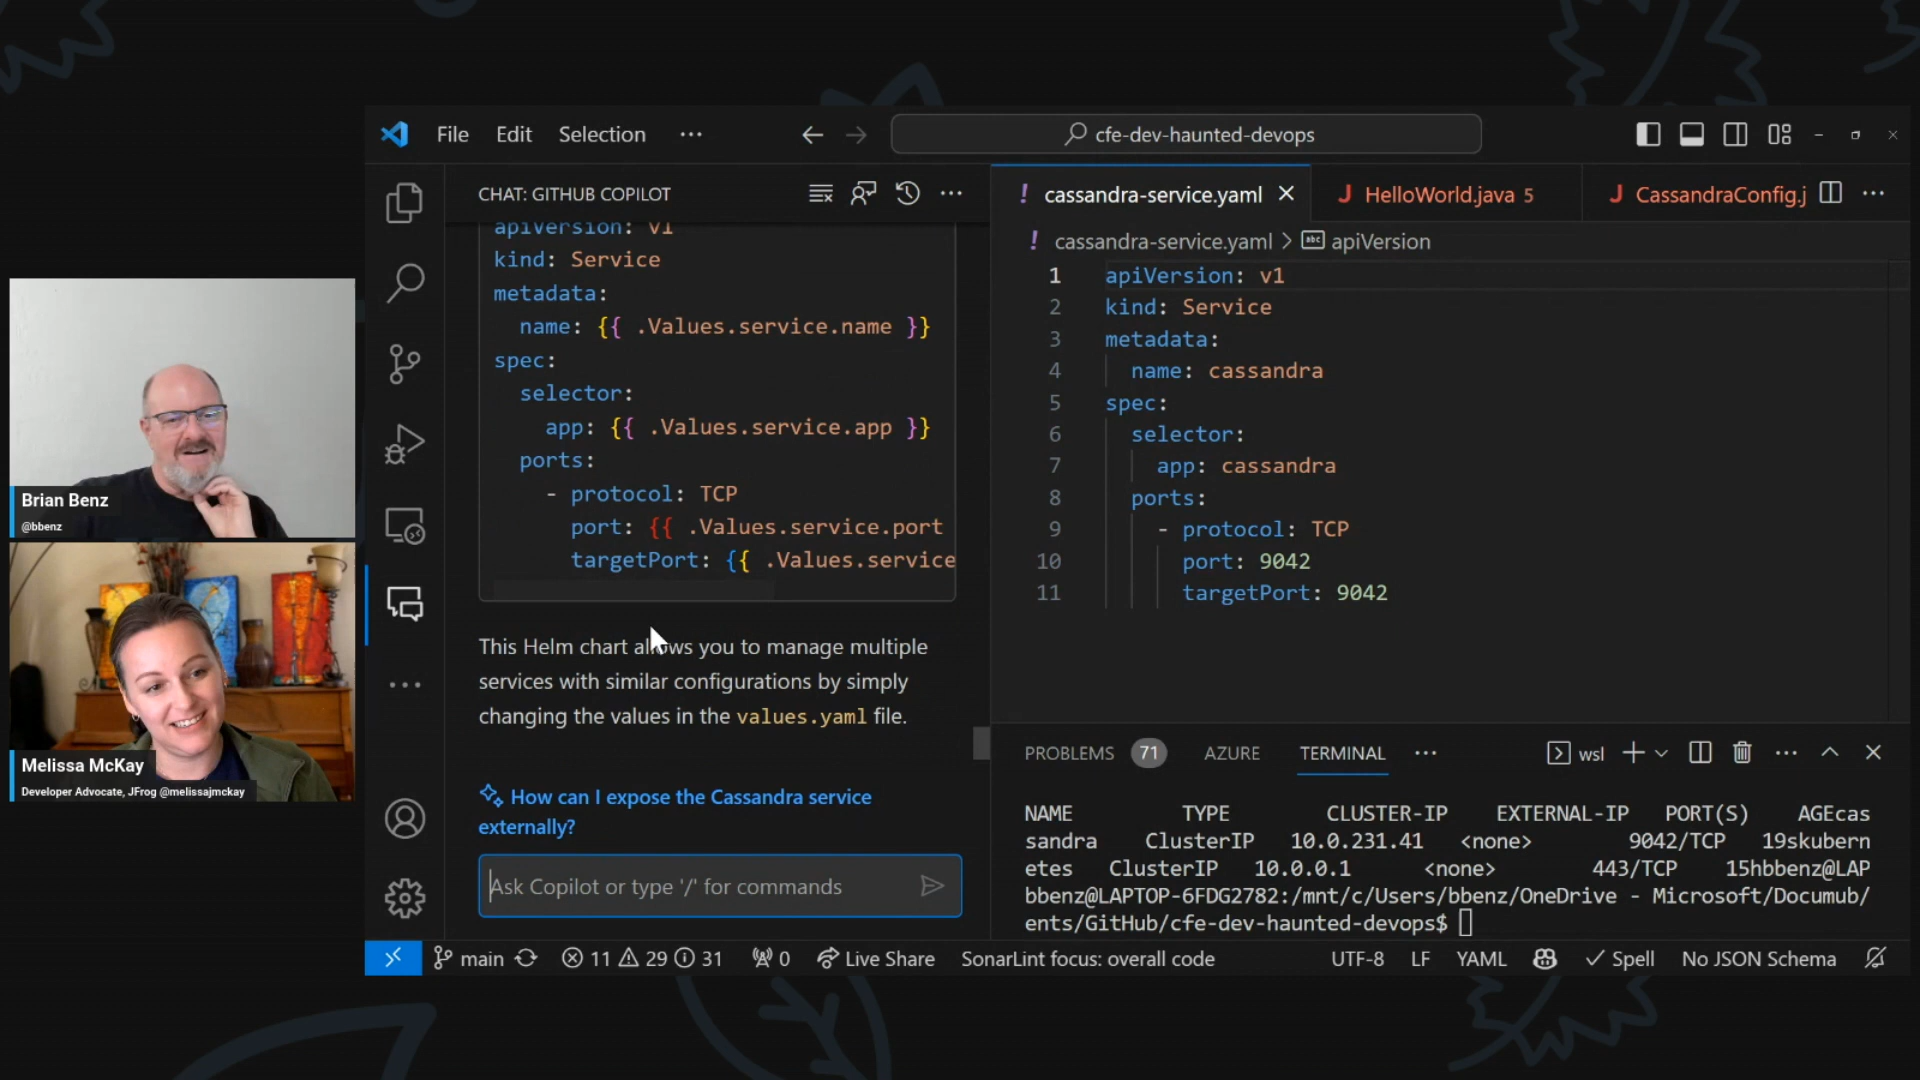 File Edit Selection ...
cfe-dev-haunted-devops
CHAT: GITHUB COPILOT
apiVersion: v1
kind: Service
metadata:
name: {{ .Values.service.name }}
spec:
selector:
app: {{ .Values.service.app }}
ports:
- protocol: TCP
port: {{ .Values.service.port
targetPort: {{ .Values.service
This Helm chart allows you to manage multiple
services with similar configurations by simply
changing the values in the values.yaml file.
How can I expose the Cassandra service
externally?
Ask Copilot or type '/' for commands
! cassandra-service.yaml
J HelloWorld.java 5
J CassandraConfig.j
! cassandra-service.yaml > abc apiVersion
1 apiVersion: v1
2 kind: Service
3 metadata:
4 name: cassandra
5 spec:
6 selector:
7 app: cassandra
8 ports:
9 - protocol: TCP
10 port: 9042
11 targetPort: 9042
PROBLEMS 71 AZURE TERMINAL ... wsl
NAME TYPE CLUSTER-IP EXTERNAL-IP PORT(S) AGEcas
sandra ClusterIP 10.0.231.41 <none> 9042/TCP 19skubern
etes ClusterIP 10.0.0.1 <none> 443/TCP 15hbbenz@LAP
bbenz@LAPTOP-6FDG2782:/mnt/c/Users/bbenz/OneDrive - Microsoft/Documub/
ents/GitHub/cfe-dev-haunted-devops$
main 11 29 31 0 Live Share SonarLint focus: overall code UTF-8 LF YAML Spell No JSON Schema
Brian Benz
@bbenz
Melissa McKay
Developer Advocate, JFrog @melissajmckay